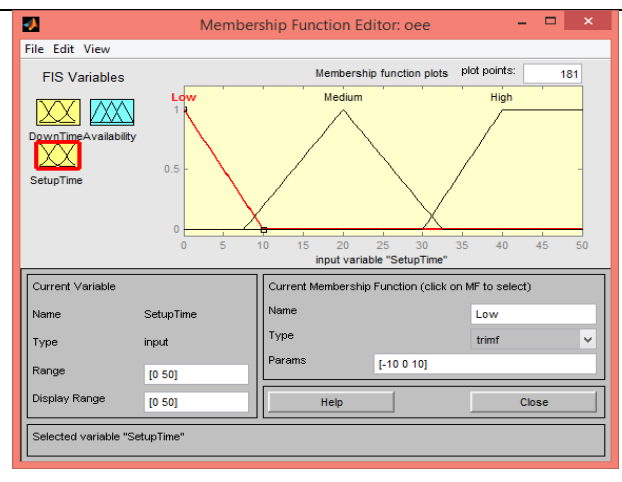 Membership Function Editor: oee
File Edit View
FIS Variables
DownTime Availability
SetupTime
Membership function plots plot points: 181
Low Medium High
1
0.5
0
0 5 10 15 20 25 30 35 40 45 50
input variable "SetupTime"
Current Variable
Name SetupTime
Type input
Range [0 50]
Display Range [0 50]
Current Membership Function (click on MF to select)
Name Low
Type trimf
Params [-10 0 10]
Help Close
Selected variable "SetupTime"